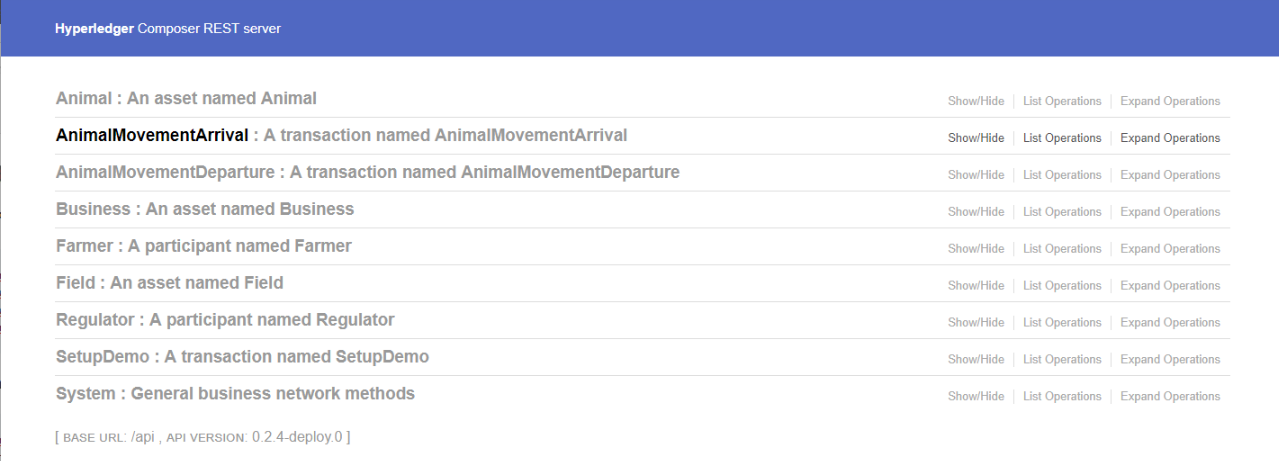 Hyperledger Composer REST server
Animal : An asset named Animal Show/Hide List Operations Expand Operations
AnimalMovementArrival : A transaction named AnimalMovementArrival Show/Hide List Operations Expand Operations
AnimalMovementDeparture : A transaction named AnimalMovementDeparture Show/Hide List Operations Expand Operations
Business : An asset named Business Show/Hide List Operations Expand Operations
Farmer : A participant named Farmer Show/Hide List Operations Expand Operations
Field : An asset named Field Show/Hide List Operations Expand Operations
Regulator : A participant named Regulator Show/Hide List Operations Expand Operations
SetupDemo : A transaction named SetupDemo Show/Hide List Operations Expand Operations
System : General business network methods Show/Hide List Operations Expand Operations
[ BASE URL: /api , API VERSION: 0.2.4-deploy.0 ]